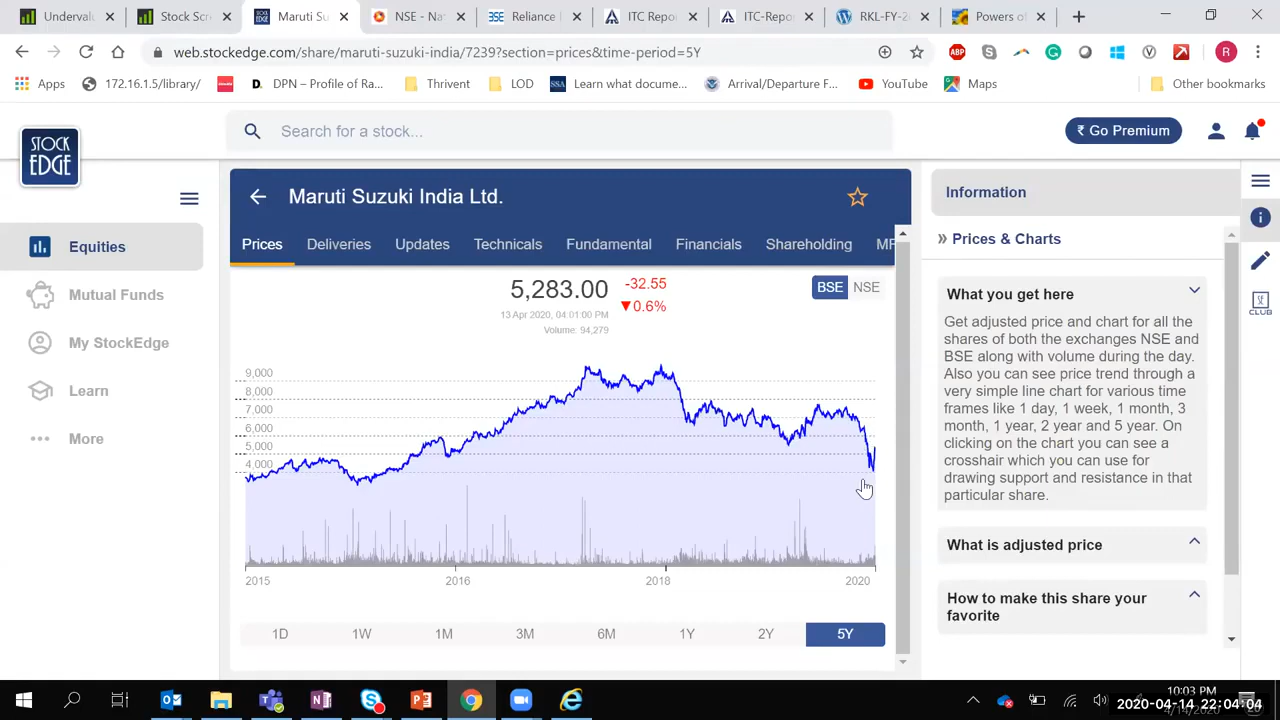 Undervalu
Stock Scr
Maruti Su
NSE - Na
Reliance
ITC Repor
ITC-Repo
RKL-FY-2
Powers o
web.stockedge.com/share/maruti-suzuki-india/7239?section=prices&time-period=5Y
ABP
R
Apps
172.16.1.5/library/
DPN – Profile of Ra...
Thrivent
LOD
Learn what docume...
Arrival/Departure F...
YouTube
Maps
Other bookmarks
STOCK
EDGE
Search for a stock...
₹ Go Premium
Maruti Suzuki India Ltd.
Prices
Deliveries
Updates
Technicals
Fundamental
Financials
Shareholding
MF
Equities
Mutual Funds
My StockEdge
Learn
More
5,283.00
-32.55
▼0.6%
13 Apr 2020, 04:01:00 PM
Volume: 94,279
BSE NSE
9,000
8,000
7,000
6,000
5,000
4,000
2015 2016 2018 2020
1D 1W 1M 3M 6M 1Y 2Y 5Y
Information
» Prices & Charts
What you get here
Get adjusted price and chart for all the
shares of both the exchanges NSE and
BSE along with volume during the day.
Also you can see price trend through a
very simple line chart for various time
frames like 1 day, 1 week, 1 month, 3
month, 1 year, 2 year and 5 year. On
clicking on the chart you can see a
crosshair which you can use for
drawing support and resistance in that
particular share.
What is adjusted price
How to make this share your
favorite
CLUB
10:03 PM
4/14/2020
2020-04-14 22:04:04